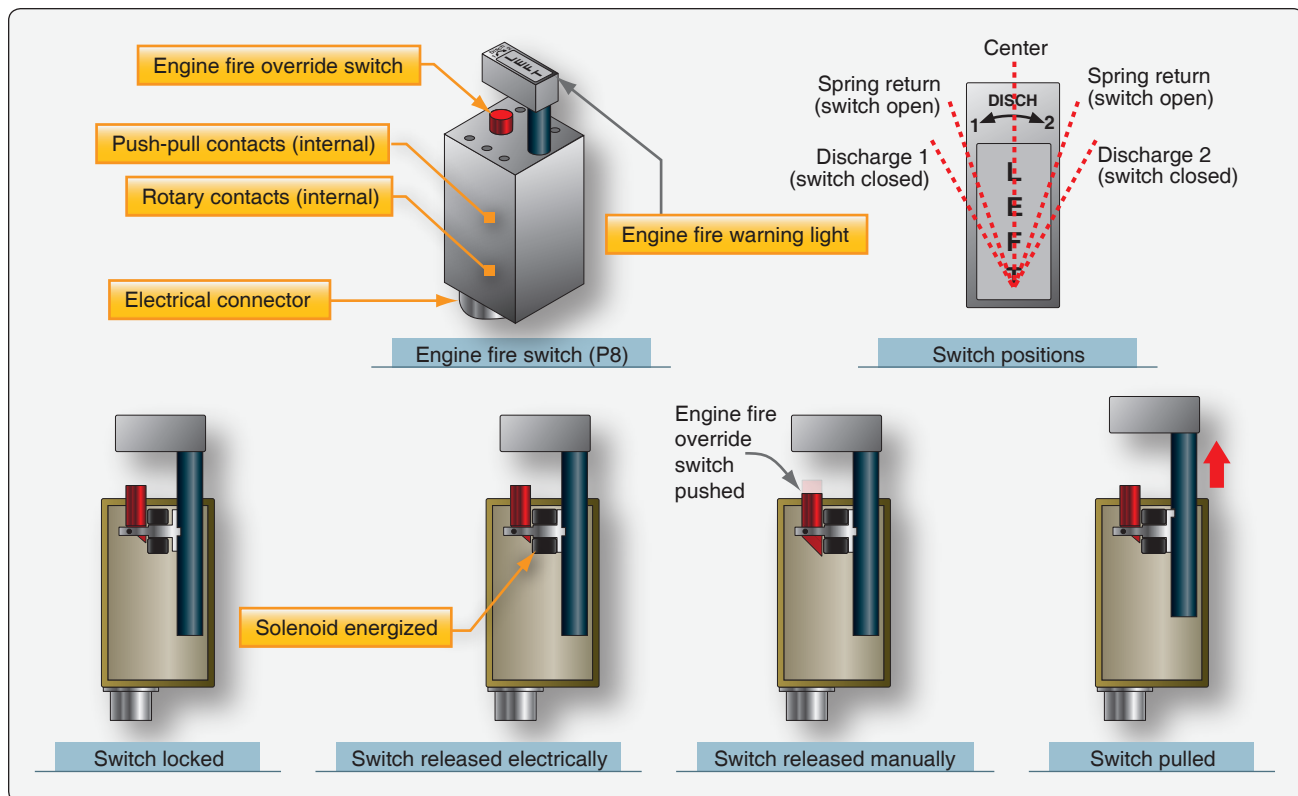 Engine fire override switch
Push-pull contacts (internal)
Rotary contacts (internal)
Electrical connector
LEFT
Engine fire warning light
Engine fire switch (P8)
Center
Spring return
(switch open)
Spring return
(switch open)
DISCH
1
2
Discharge 1
(switch closed)
Discharge 2
(switch closed)
L
E
F
T
Switch positions
Engine fire
override
switch
pushed
Solenoid energized
Switch locked
Switch released electrically
Switch released manually
Switch pulled